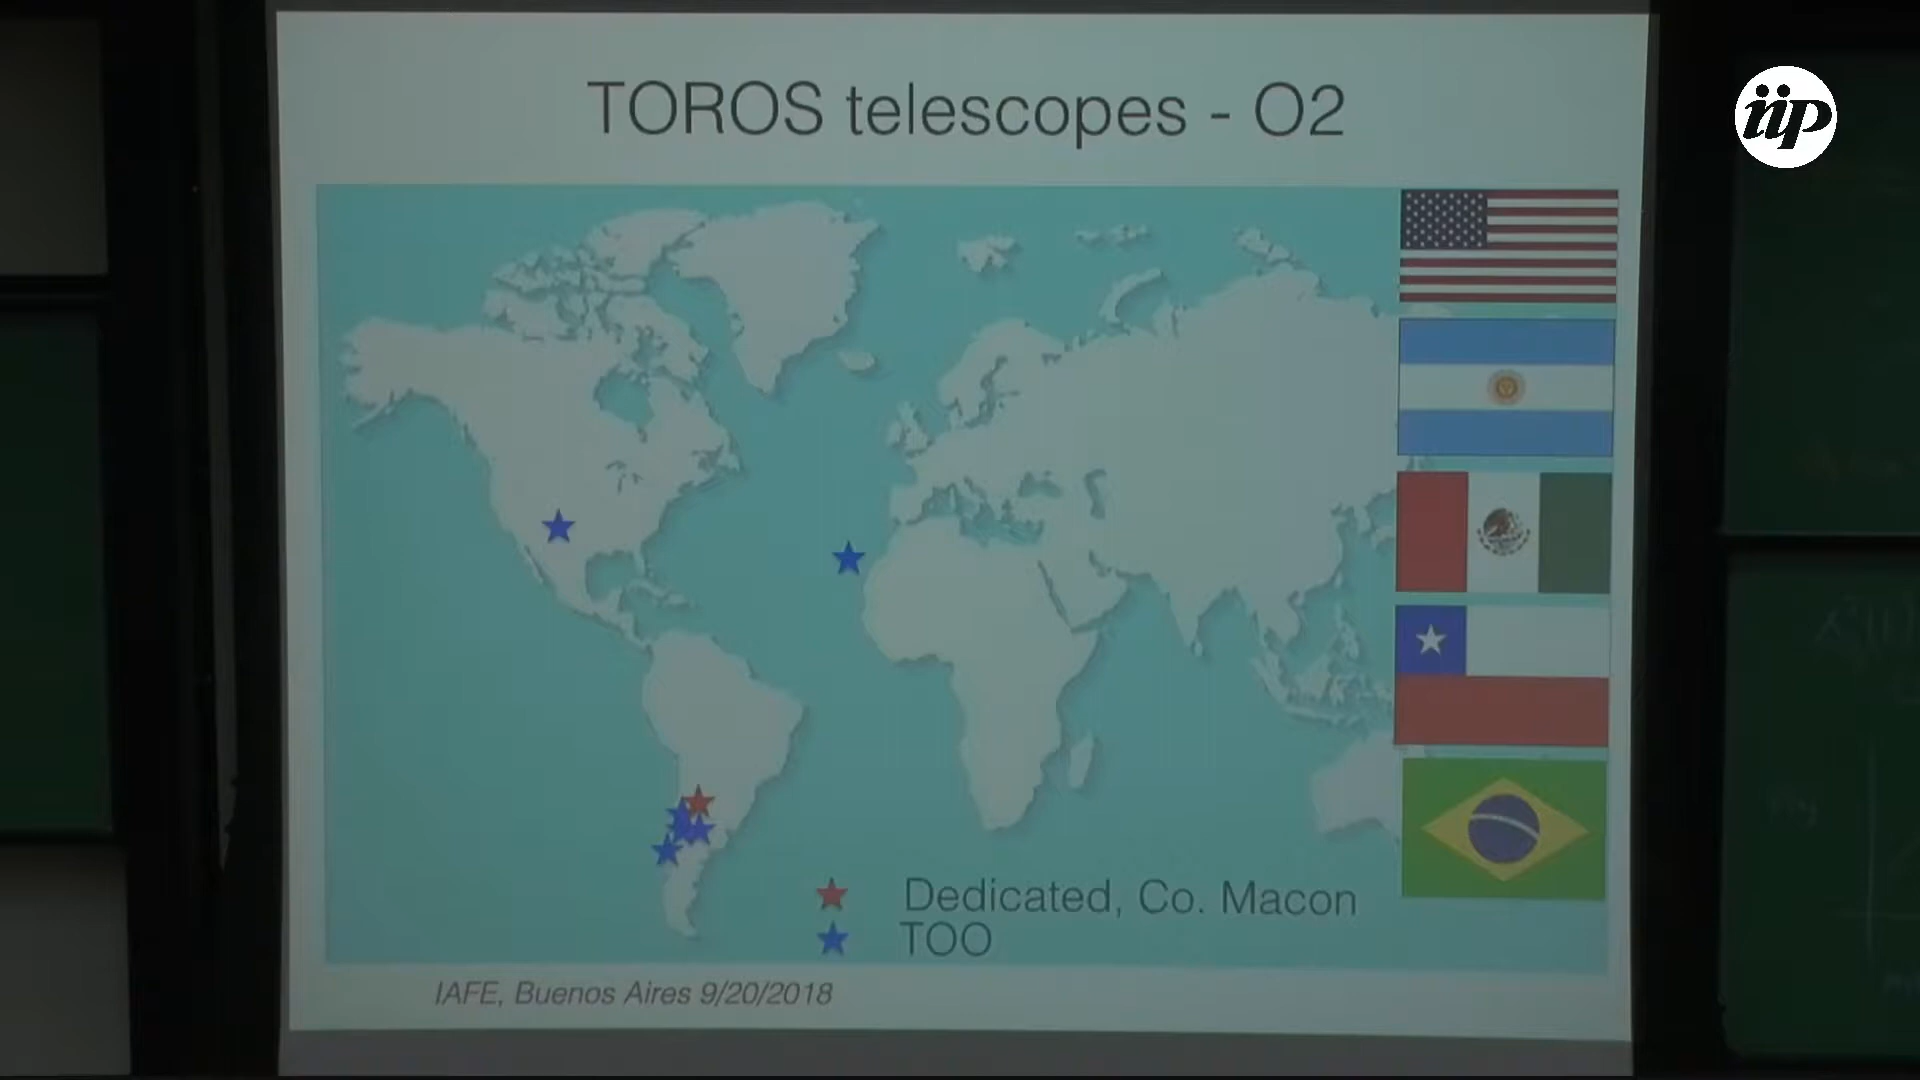 TOROS telescopes - O2
iip
Dedicated, Co. Macon
TOO
IAFE, Buenos Aires 9/20/2018